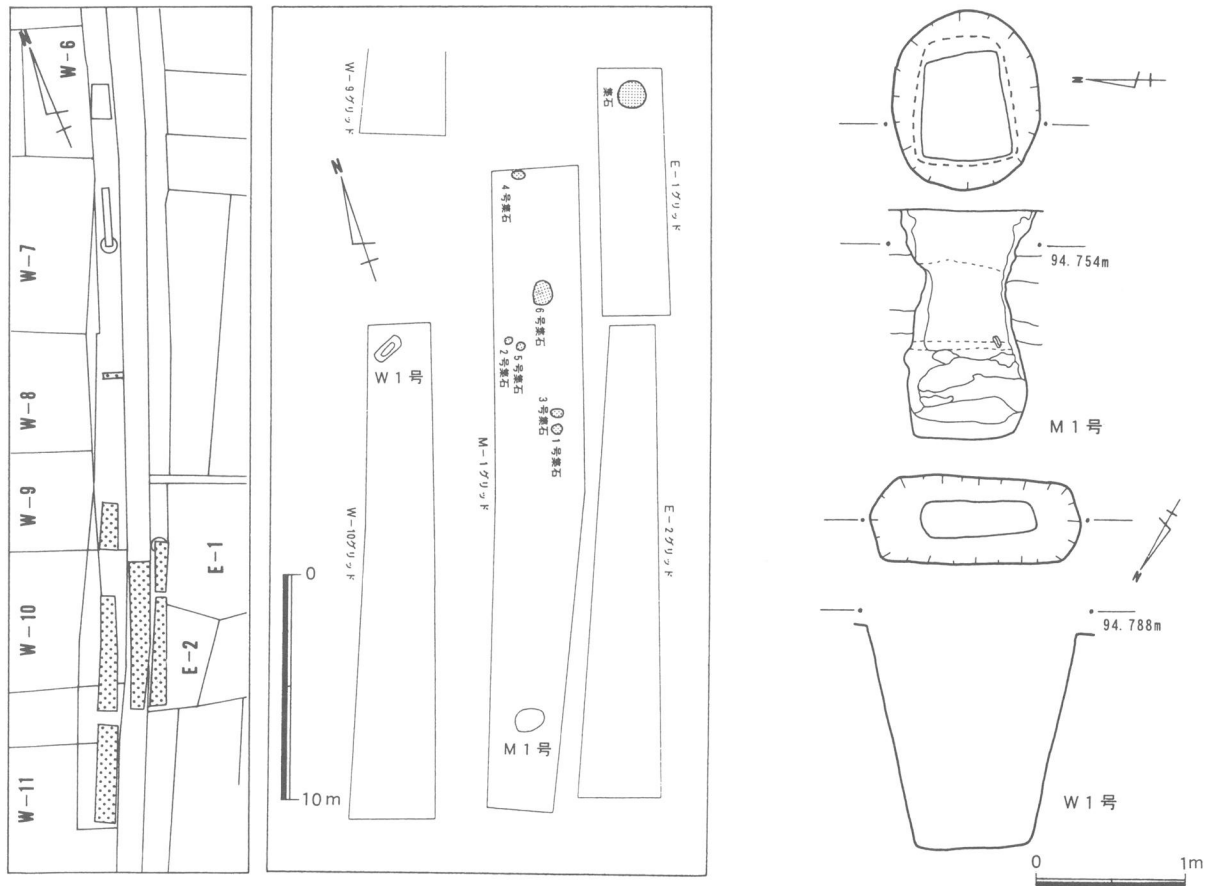 N
W-6
W-7
W-8
W-9
W-10
W-11
E-1
E-2
W-9グリッド
N
集石
E-1グリッド
4号集石
6号集石
2号集石
5号集石
3号集石
1号集石
W1号
M-1グリッド
W-10グリッド
E-2グリッド
M1号
0
10m
N
94.754m
M1号
N
94.788m
W1号
0
1m